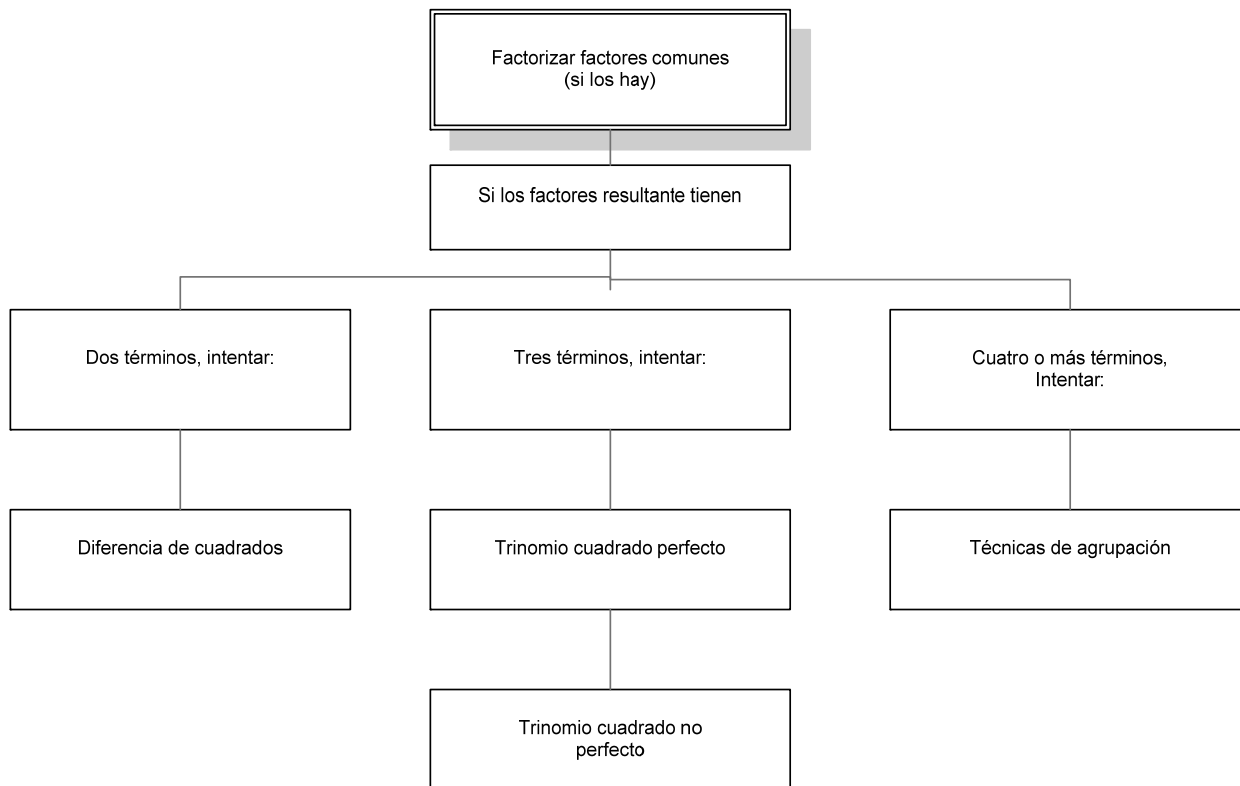 Factorizar factores comunes
(si los hay)
Si los factores resultante tienen
Dos términos, intentar:
Tres términos, intentar:
Cuatro o más términos,
Intentar:
Diferencia de cuadrados
Trinomio cuadrado perfecto
Técnicas de agrupación
Trinomio cuadrado no
perfecto